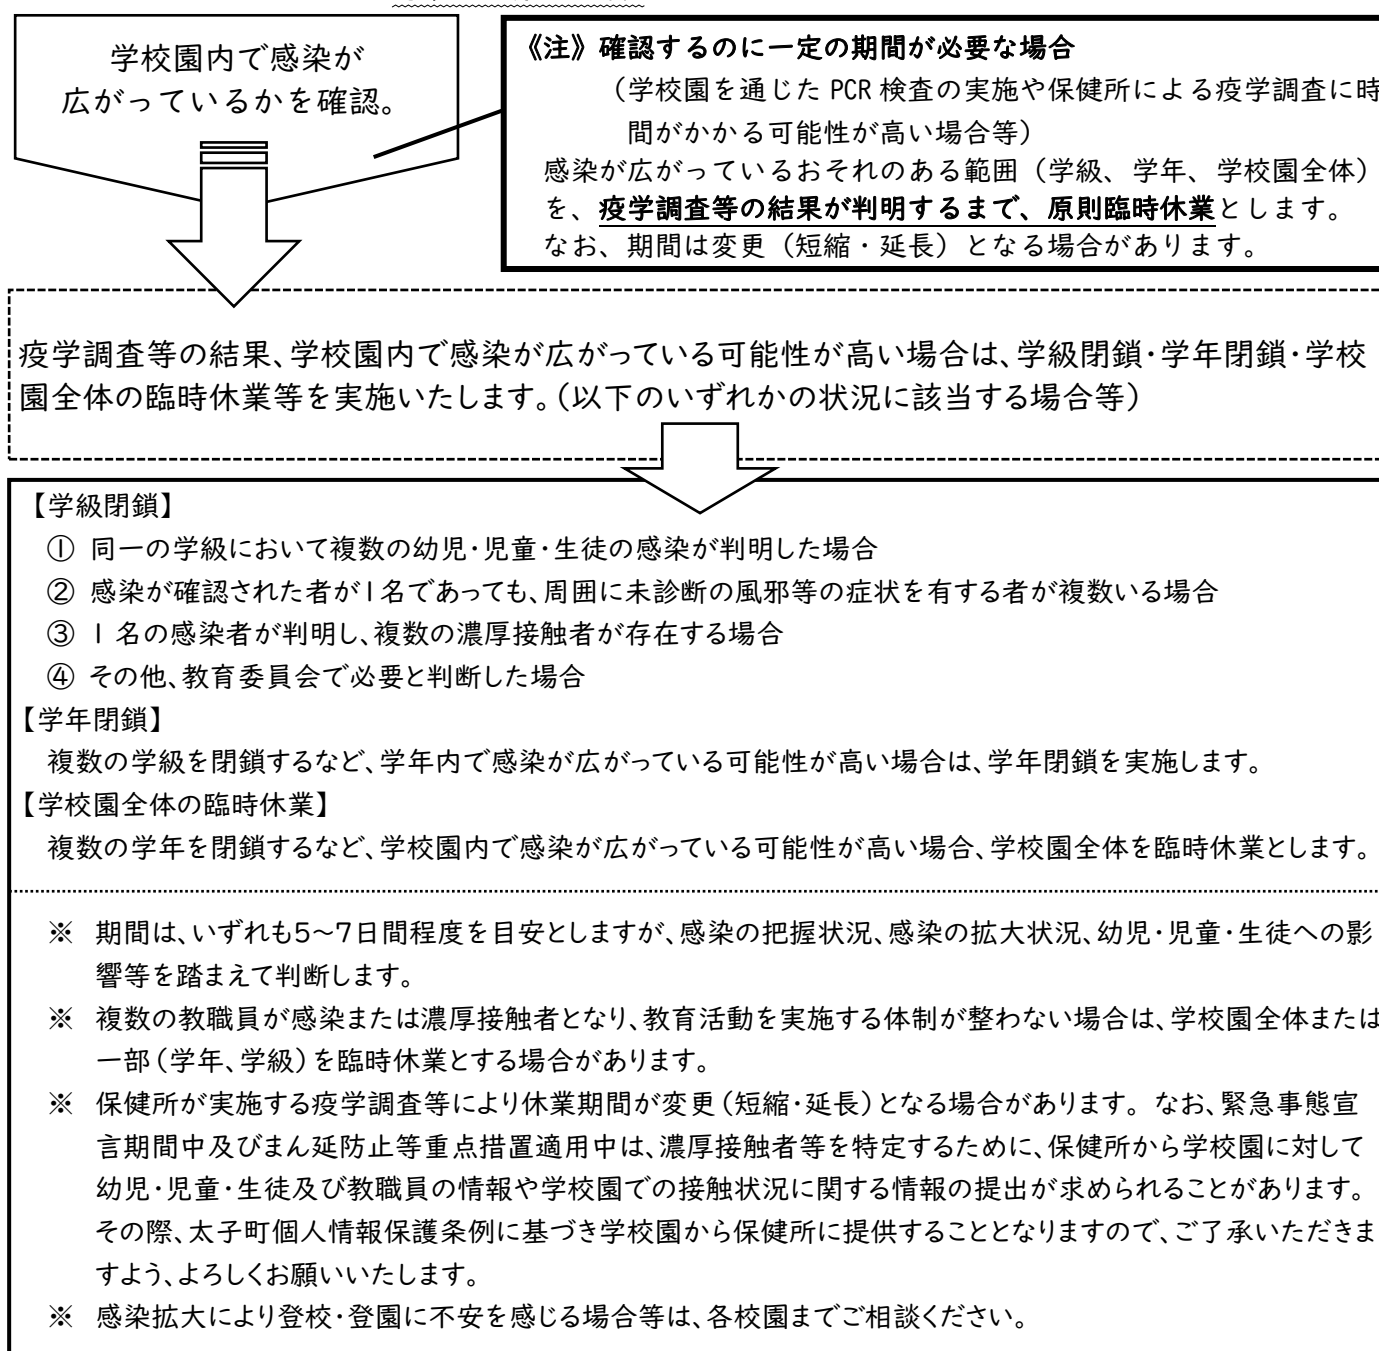 学校園内で感染が
広がっているかを確認。
《注》確認するのに一定の期間が必要な場合
（学校園を通じた PCR 検査の実施や保健所による疫学調査に時
間がかかる可能性が高い場合等）
感染が広がっているおそれのある範囲（学級、学年、学校園全体）
を、疫学調査等の結果が判明するまで、原則臨時休業とします。
なお、期間は変更（短縮・延長）となる場合があります。
疫学調査等の結果、学校園内で感染が広がっている可能性が高い場合は、学級閉鎖・学年閉鎖・学校
園全体の臨時休業等を実施いたします。（以下のいずれかの状況に該当する場合等）
【学級閉鎖】
① 同一の学級において複数の幼児・児童・生徒の感染が判明した場合
② 感染が確認された者が1名であっても、周囲に未診断の風邪等の症状を有する者が複数いる場合
③ 1名の感染者が判明し、複数の濃厚接触者が存在する場合
④ その他、教育委員会で必要と判断した場合
【学年閉鎖】
複数の学級を閉鎖するなど、学年内で感染が広がっている可能性が高い場合は、学年閉鎖を実施します。
【学校園全体の臨時休業】
複数の学年を閉鎖するなど、学校園内で感染が広がっている可能性が高い場合、学校園全体を臨時休業とします。
※ 期間は、いずれも5～7日間程度を目安としますが、感染の把握状況、感染の拡大状況、幼児・児童・生徒への影
響等を踏まえて判断します。
※ 複数の教職員が感染または濃厚接触者となり、教育活動を実施する体制が整わない場合は、学校園全体または
一部（学年、学級）を臨時休業とする場合があります。
※ 保健所が実施する疫学調査等により休業期間が変更（短縮・延長）となる場合があります。なお、緊急事態宣
言期間中及びまん延防止等重点措置適用中は、濃厚接触者等を特定するために、保健所から学校園に対して
幼児・児童・生徒及び教職員の情報や学校園での接触状況に関する情報の提出が求められることがあります。
その際、太子町個人情報保護条例に基づき学校園から保健所に提供することとなりますので、ご了承いただきま
すよう、よろしくお願いいたします。
※ 感染拡大により登校・登園に不安を感じる場合等は、各校園までご相談ください。